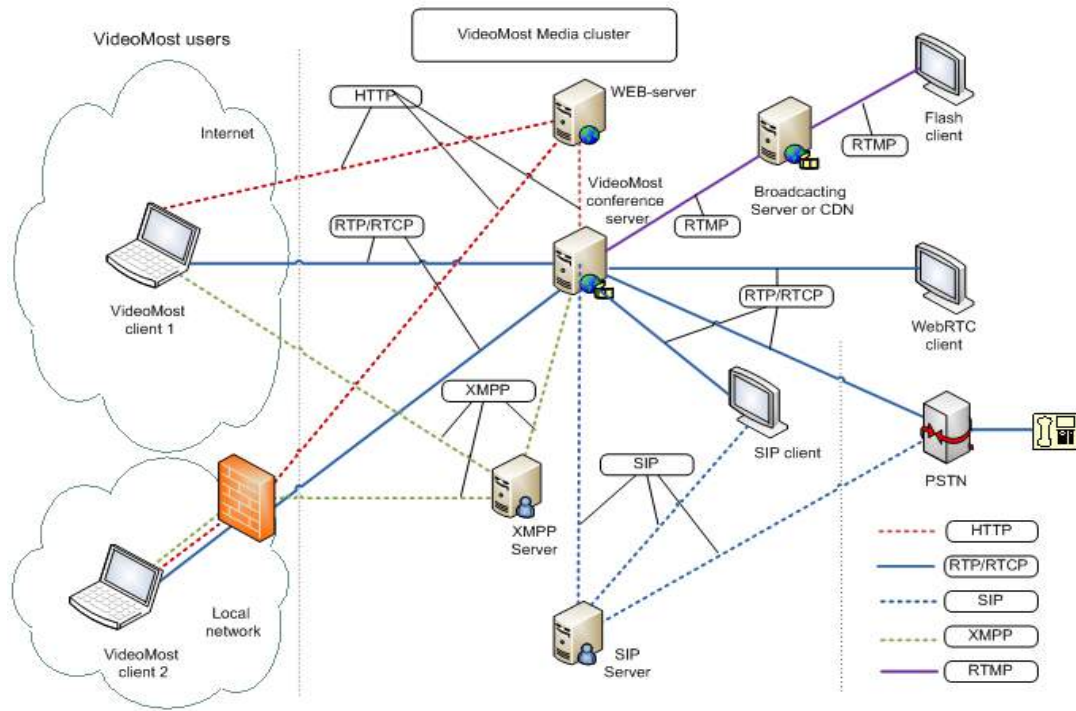 VideoMost users
VideoMost Media cluster
HTTP
WEB-server
Internet
Flash
client
RTMP
Broadcacting
Server or CDN
VideoMost
conference
server
RTMP
RTP/RTCP
RTP/RTCP
VideoMost
client 1
WebRTC
client
XMPP
SIP client
SIP
PSTN
XMPP
Server
HTTP
RTP/RTCP
SIP
XMPP
RTMP
Local
network
VideoMost
client 2
SIP
Server